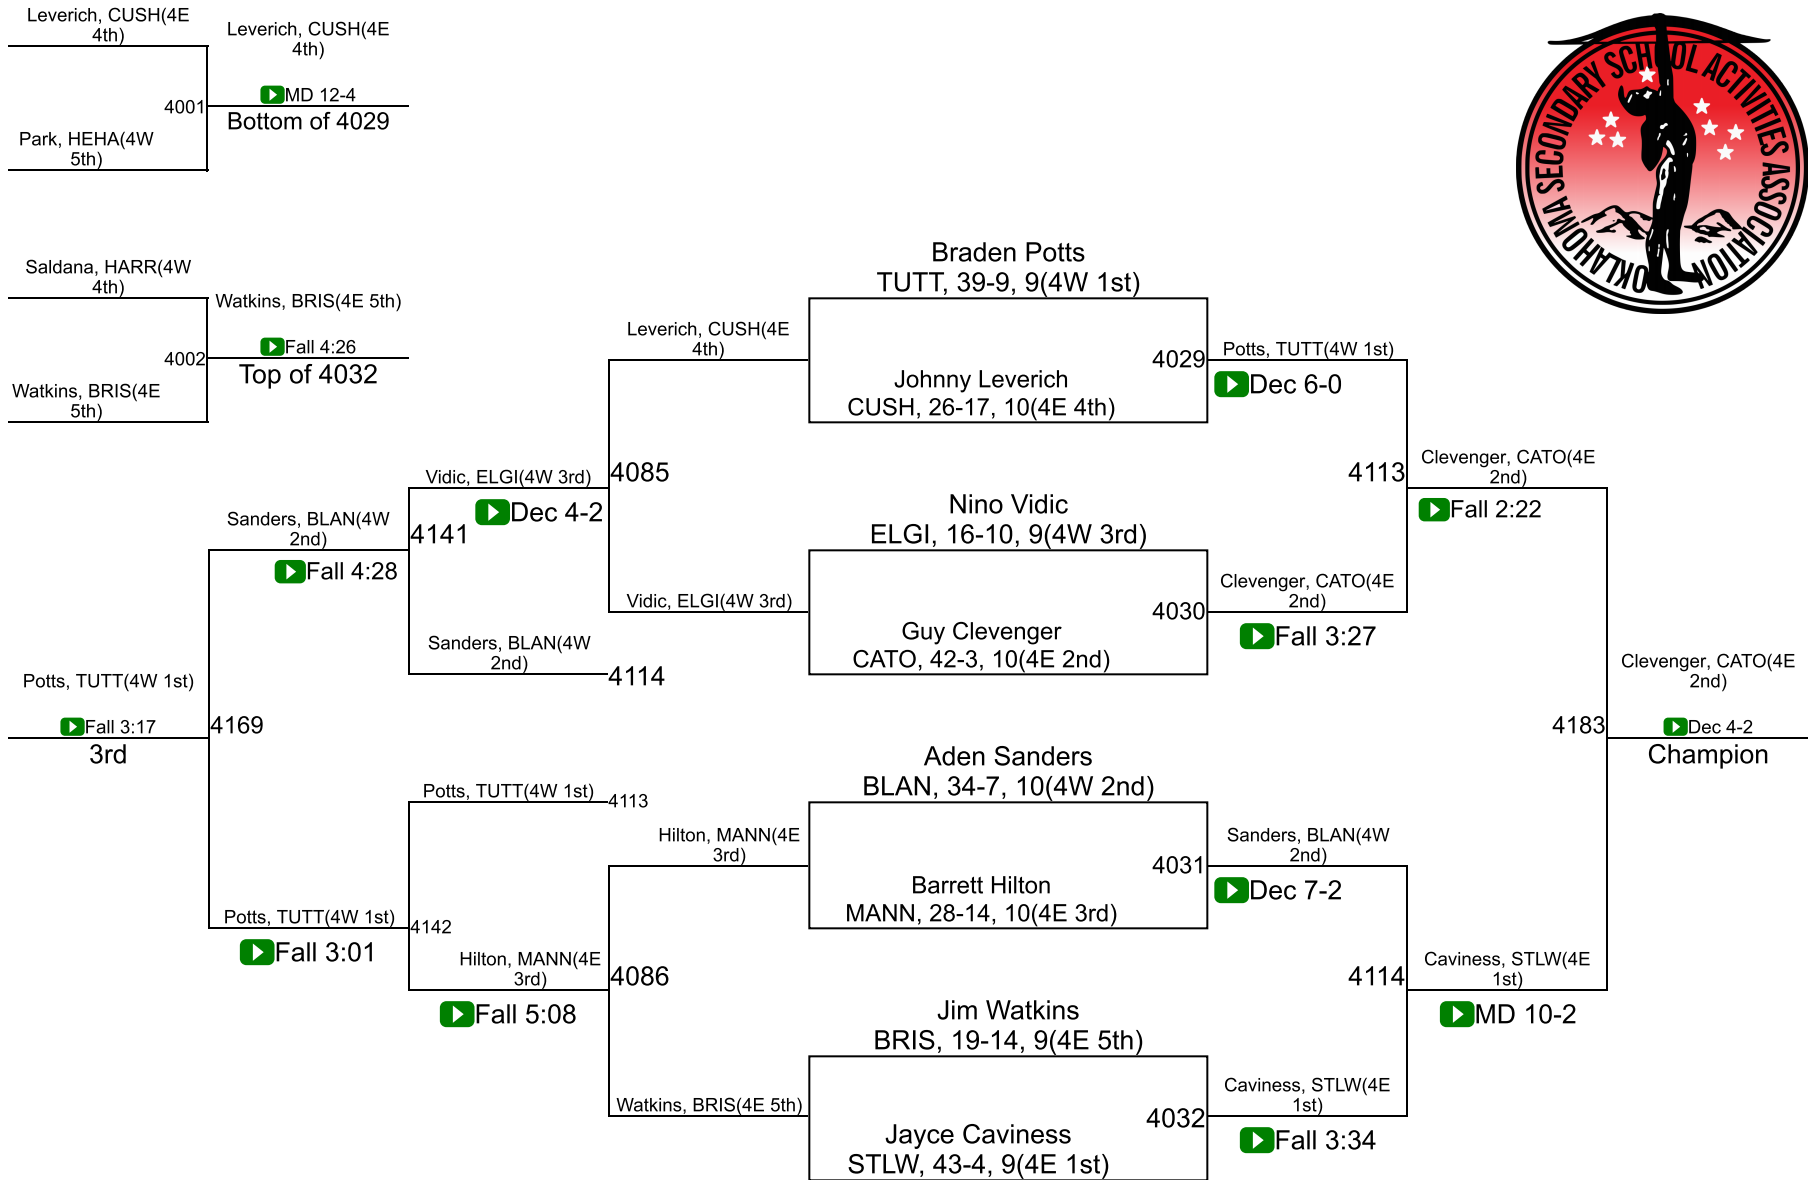 Leverich, CUSH(4E
4th)
Leverich, CUSH(4E
4th)
4001
MD 12-4
Bottom of 4029
Park, HEHA(4W
5th)
OKLAHOMA SECONDARY SCHOOL ACTIVITIES ASSOCIATION
Saldana, HARR(4W
4th)
Watkins, BRIS(4E 5th)
4002
Fall 4:26
Top of 4032
Watkins, BRIS(4E
5th)
Braden Potts
TUTT, 39-9, 9(4W 1st)
Leverich, CUSH(4E
4th)
4029
Potts, TUTT(4W 1st)
Dec 6-0
Johnny Leverich
CUSH, 26-17, 10(4E 4th)
Vidic, ELGI(4W 3rd)
4085
Dec 4-2
4113
Clevenger, CATO(4E
2nd)
Fall 2:22
Sanders, BLAN(4W
2nd)
4141
Fall 4:28
Nino Vidic
ELGI, 16-10, 9(4W 3rd)
Vidic, ELGI(4W 3rd)
4030
Clevenger, CATO(4E
2nd)
Fall 3:27
Guy Clevenger
CATO, 42-3, 10(4E 2nd)
Sanders, BLAN(4W
2nd)
4114
Potts, TUTT(4W 1st)
Fall 3:17
3rd
4169
4183
Clevenger, CATO(4E
2nd)
Dec 4-2
Champion
Aden Sanders
BLAN, 34-7, 10(4W 2nd)
Potts, TUTT(4W 1st)
4113
Hilton, MANN(4E
3rd)
4031
Sanders, BLAN(4W
2nd)
Dec 7-2
Barrett Hilton
MANN, 28-14, 10(4E 3rd)
Potts, TUTT(4W 1st)
4142
Fall 3:01
Hilton, MANN(4E
3rd)
4086
Fall 5:08
4114
Caviness, STLW(4E
1st)
MD 10-2
Jim Watkins
BRIS, 19-14, 9(4E 5th)
Watkins, BRIS(4E 5th)
4032
Caviness, STLW(4E
1st)
Fall 3:34
Jayce Caviness
STLW, 43-4, 9(4E 1st)